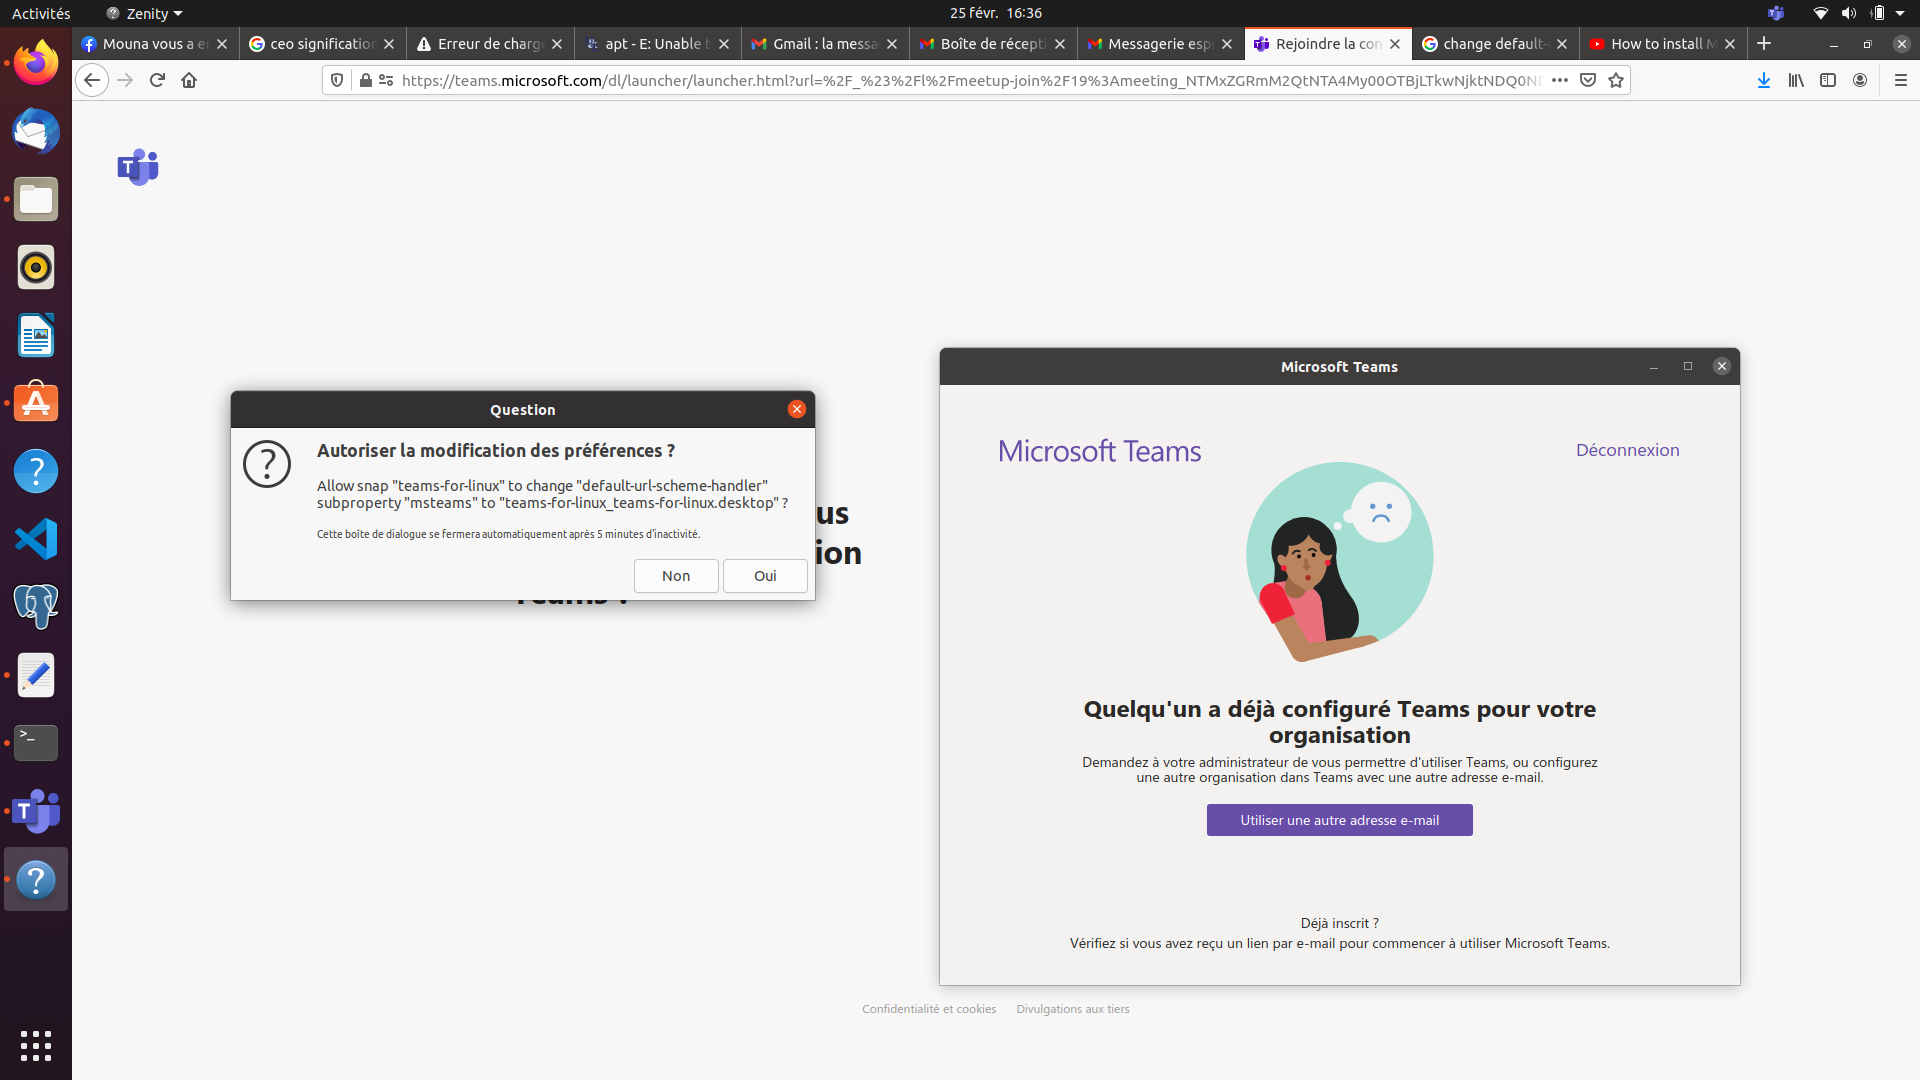 Activités
Zenity
25 févr. 16:36
Mouna vous a en
ceo signification
Erreur de charge
apt - E: Unable t
Gmail : la messa
Boîte de récepti
Messagerie esp
Rejoindre la con
change default-
How to install M
https://teams.microsoft.com/dl/launcher/launcher.html?url=%2F_%23%2Fl%2Fmeetup-join%2F19%3Ameeting_NTMxZGRmM2QtNTA4My00OTBjLTkwNjktNDQ0N
T
Question
Autoriser la modification des préférences ?
Allow snap "teams-for-linux" to change "default-url-scheme-handler"
subproperty "msteams" to "teams-for-linux_teams-for-linux.desktop" ?
Cette boîte de dialogue se fermera automatiquement après 5 minutes d'inactivité.
Non
Oui
us
ion
Teams ?
Microsoft Teams
Microsoft Teams
Déconnexion
Quelqu'un a déjà configuré Teams pour votre
organisation
Demandez à votre administrateur de vous permettre d'utiliser Teams, ou configurez
une autre organisation dans Teams avec une autre adresse e-mail.
Utiliser une autre adresse e-mail
Déjà inscrit ?
Vérifiez si vous avez reçu un lien par e-mail pour commencer à utiliser Microsoft Teams.
Confidentialité et cookies
Divulgations aux tiers